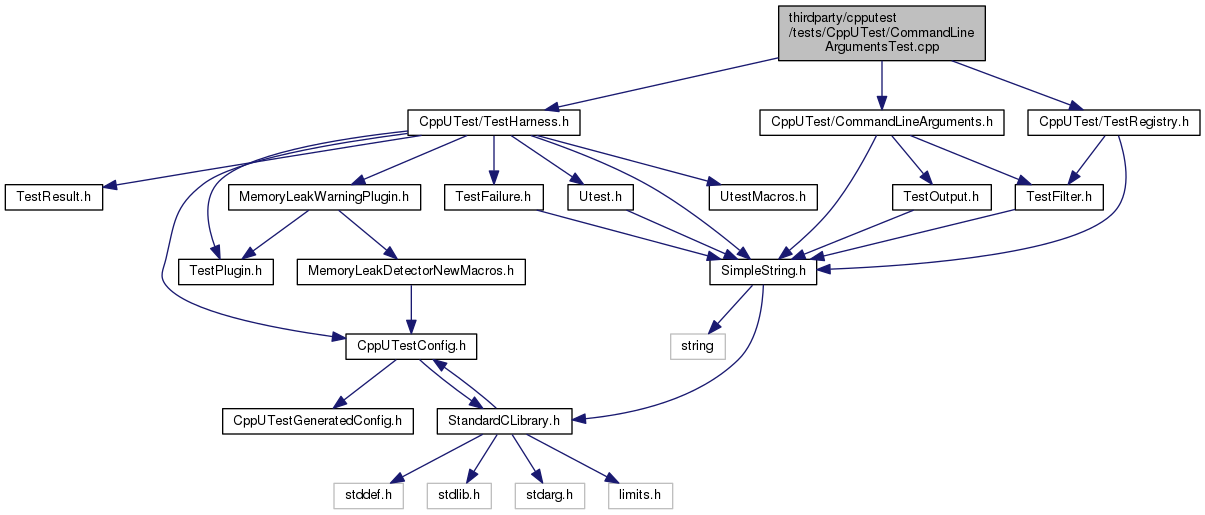 thirdparty/cpputest
/tests/CppUTest/CommandLine
ArgumentsTest.cpp
CppUTest/TestHarness.h
CppUTest/CommandLineArguments.h
CppUTest/TestRegistry.h
TestResult.h
MemoryLeakWarningPlugin.h
TestFailure.h
Utest.h
UtestMacros.h
TestOutput.h
TestFilter.h
TestPlugin.h
MemoryLeakDetectorNewMacros.h
SimpleString.h
CppUTestConfig.h
string
CppUTestGeneratedConfig.h
StandardCLibrary.h
stddef.h
stdlib.h
stdarg.h
limits.h